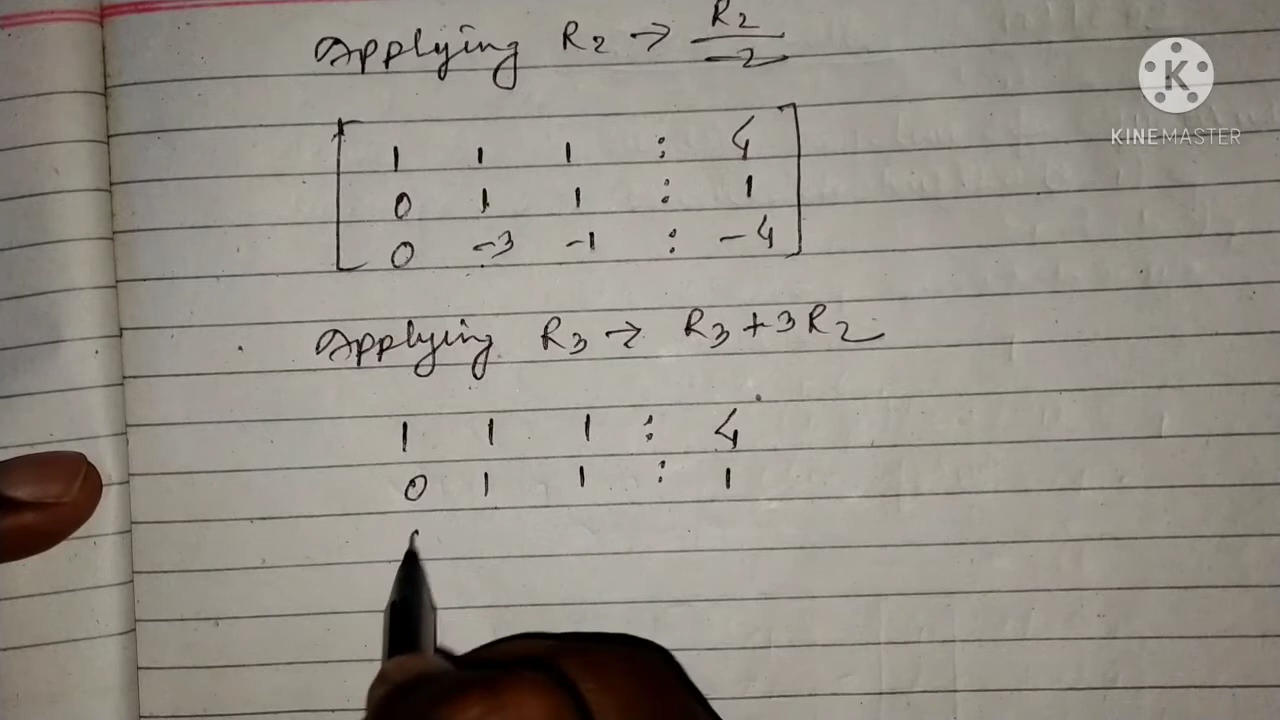 Applying R2 → R2/-2
K
KINEMASTER
1 1 1 : 4
0 1 1 : 1
0 -3 -1 : -4
Applying R3 → R3 + 3R2
1 1 1 : 4
0 1 1 : 1